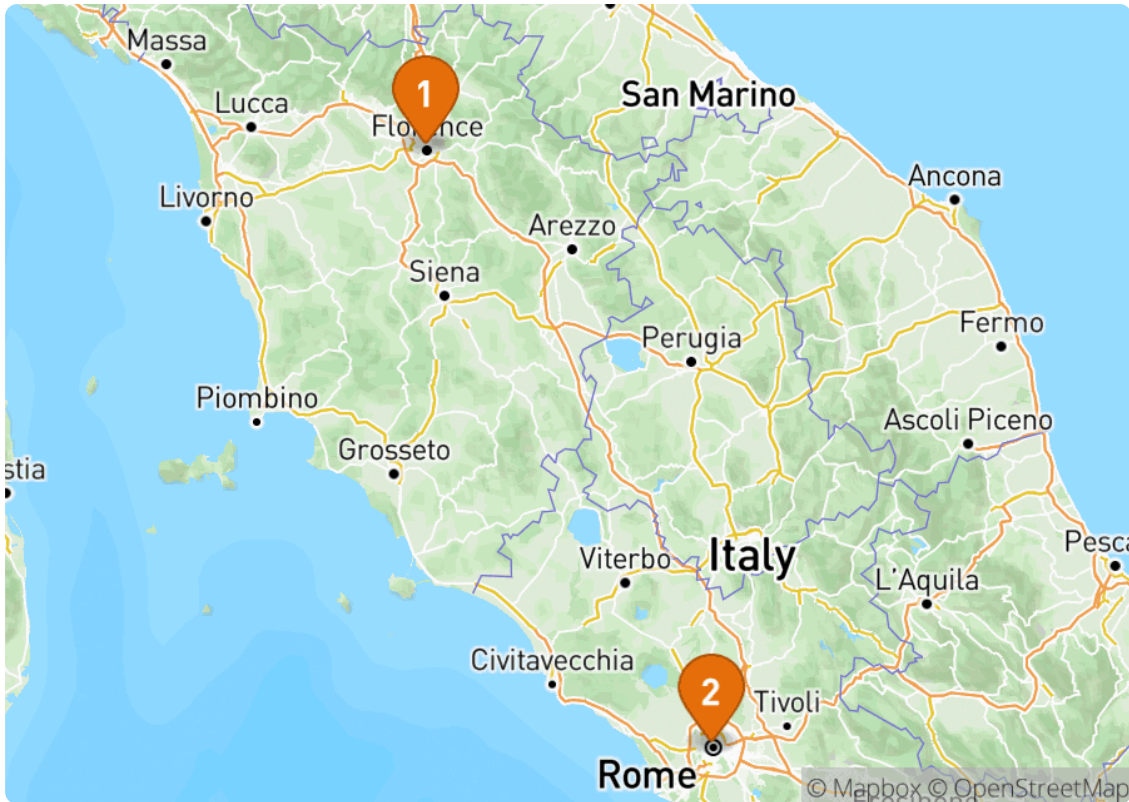 Massa
San Marino
1
Lucca
Florence
Ancona
Livorno
Arezzo
Siena
Fermo
Perugia
Piombino
Ascoli Piceno
Grosseto
stia
Pesca
Italy
Viterbo
L'Aquila
Civitavecchia
2
Tivoli
Rome
© Mapbox © OpenStreetMap